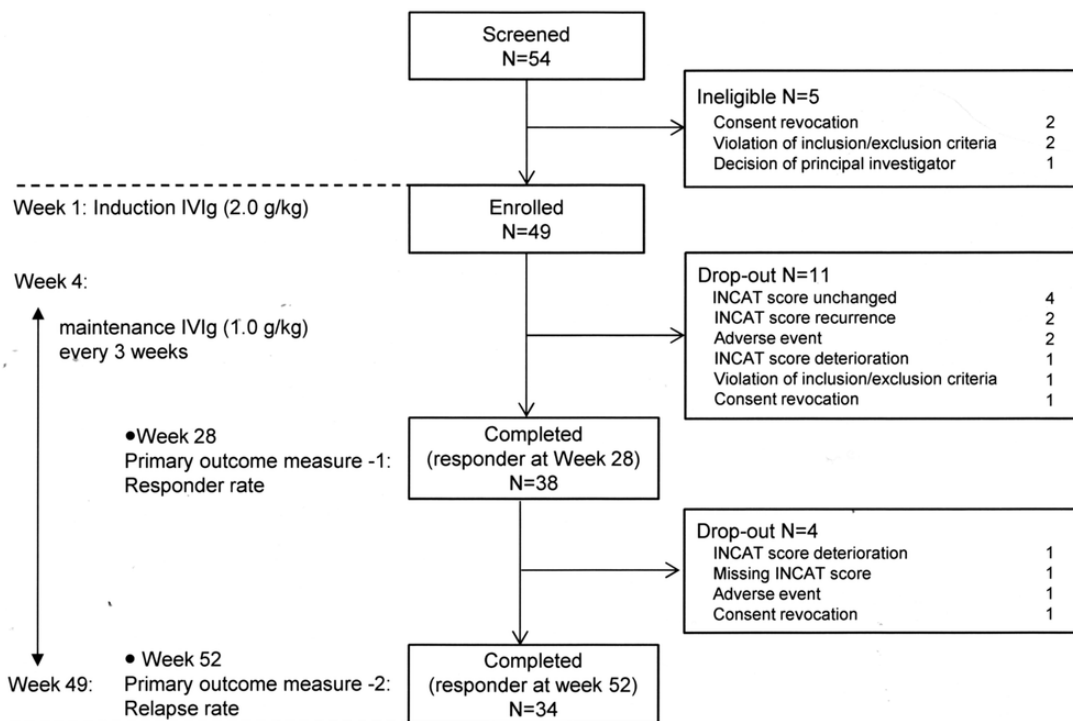 Screened
N=54
Ineligible N=5
Consent revocation 2
Violation of inclusion/exclusion criteria 2
Decision of principal investigator 1
Week 1: Induction IVIg (2.0 g/kg)
Enrolled
N=49
Week 4:
maintenance IVIg (1.0 g/kg)
every 3 weeks
Drop-out N=11
INCAT score unchanged 4
INCAT score recurrence 2
Adverse event 2
INCAT score deterioration 1
Violation of inclusion/exclusion criteria 1
Consent revocation 1
●Week 28
Primary outcome measure -1:
Responder rate
Completed
(responder at Week 28)
N=38
Drop-out N=4
INCAT score deterioration 1
Missing INCAT score 1
Adverse event 1
Consent revocation 1
Week 49:
● Week 52
Primary outcome measure -2:
Relapse rate
Completed
(responder at week 52)
N=34